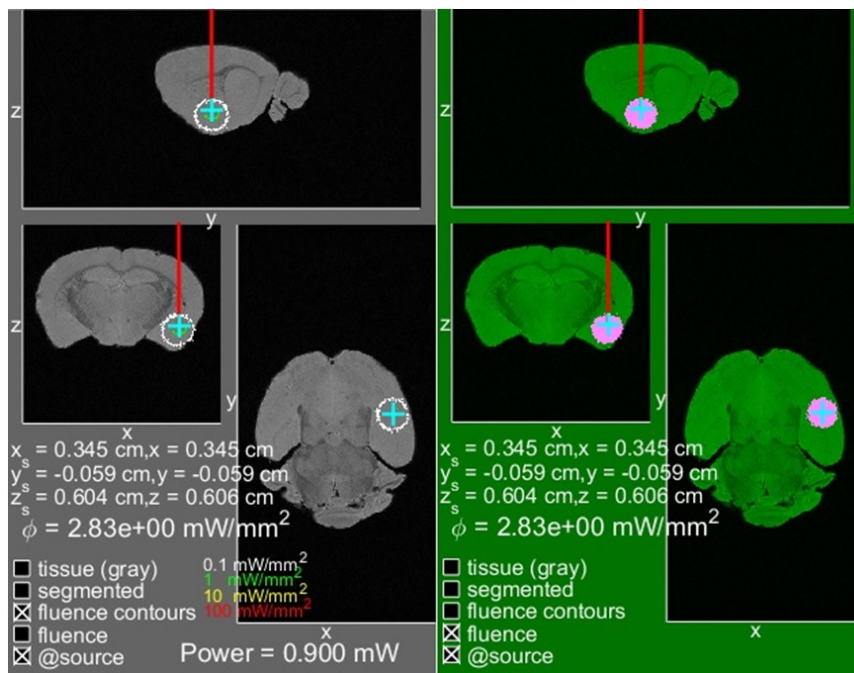 z
y
z
x
y
x
x_s = 0.345 cm,x = 0.345 cm
y_s = -0.059 cm,y = -0.059 cm
z_s = 0.604 cm,z = 0.606 cm
ϕ = 2.83e+00 mW/mm²
tissue (gray)
segmented
fluence contours
fluence
@source
0.1 mW/mm²
1 mW/mm²
10 mW/mm²
100 mW/mm²
Power = 0.900 mW
z
y
z
x
y
x
x_s = 0.345 cm,x = 0.345 cm
y_s = -0.059 cm,y = -0.059 cm
z_s = 0.604 cm,z = 0.606 cm
ϕ = 2.83e+00 mW/mm²
tissue (gray)
segmented
fluence contours
fluence
@source